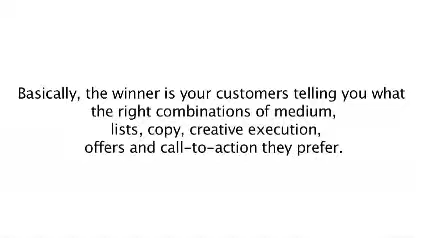 Basically, the winner is your customers telling you what
the right combinations of medium,
lists, copy, creative execution,
offers and call-to-action they prefer.